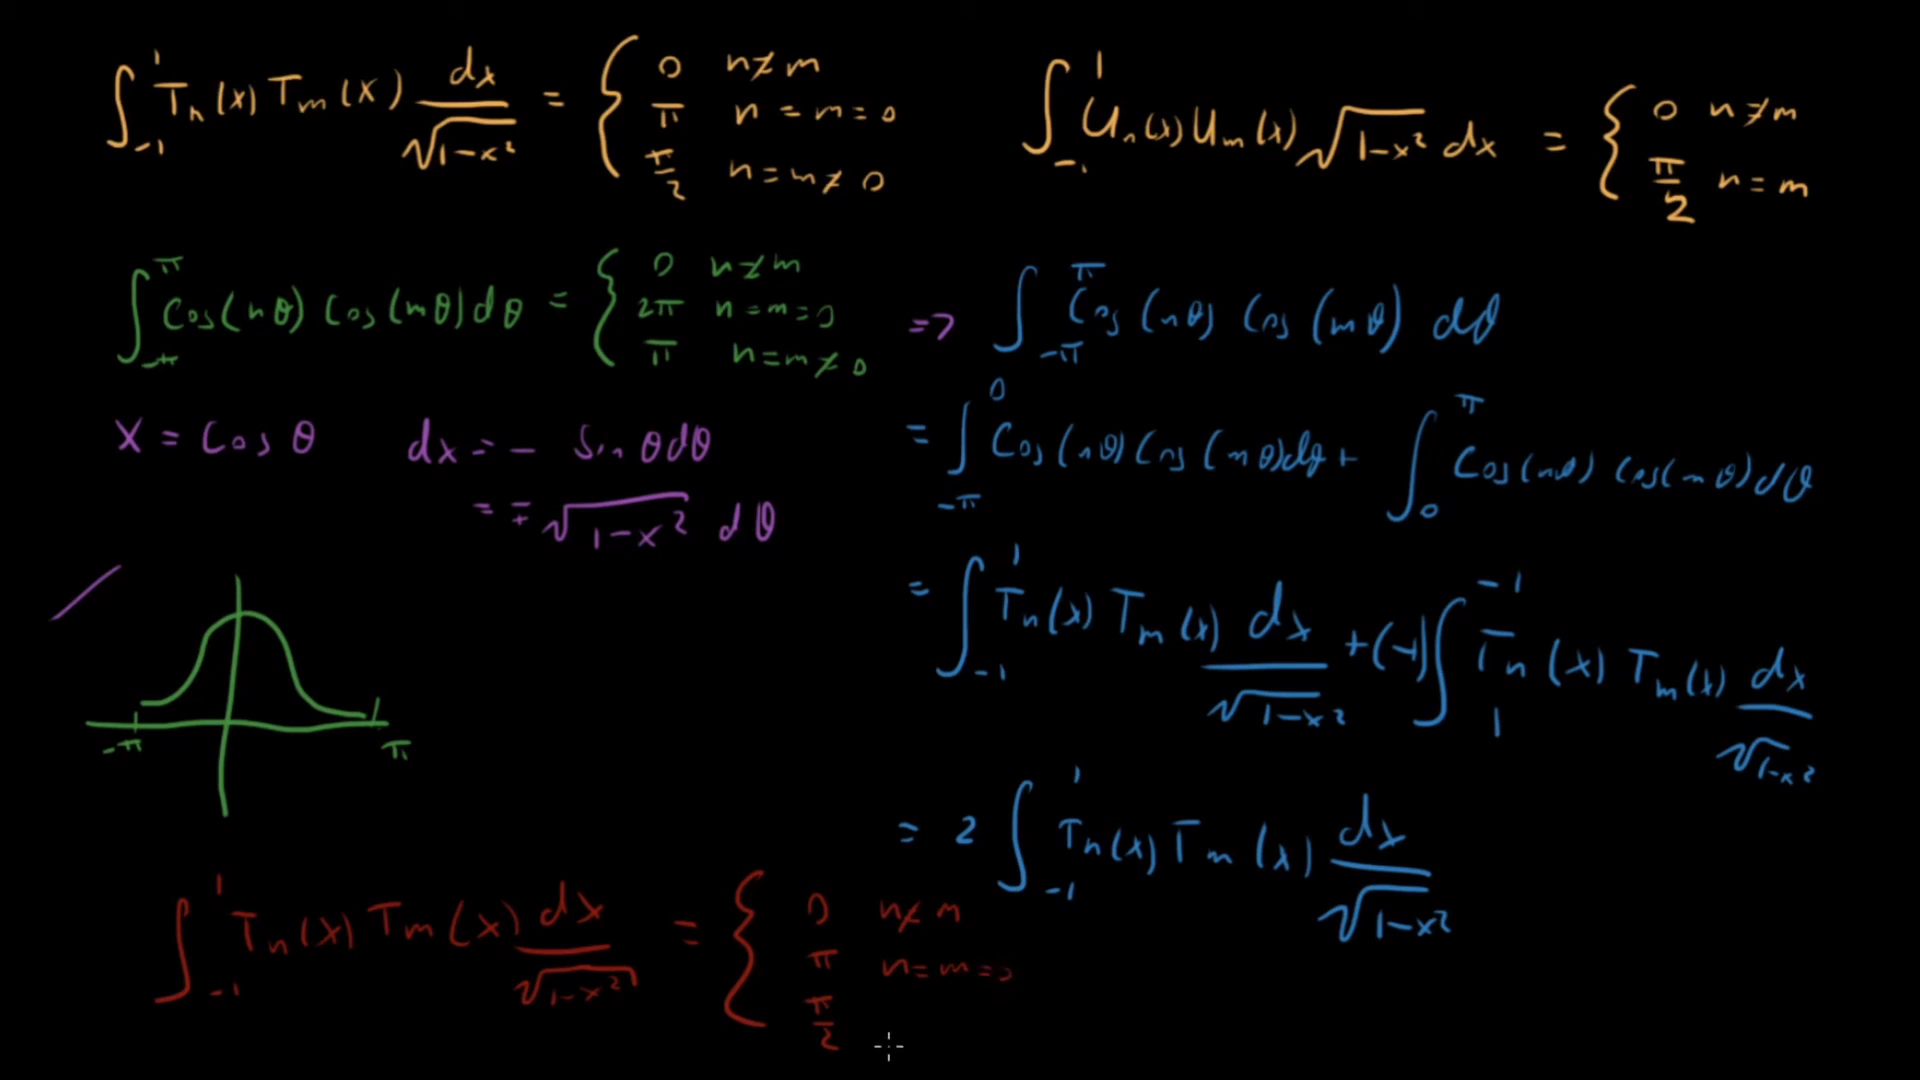 ∫_{-1}^{1} T_n(x) T_m(x) dx/√(1-x²) = { 0 n≠m
π n=m=0
π/2 n=m≠0
∫_{-1}^{1} U_n(x) U_m(x) √(1-x²) dx = { 0 n≠m
π/2 n=m
∫_{-π}^{π} Cos(nθ) Cos(mθ) dθ = { 0 n≠m
2π n=m=0
π n=m≠0
=> ∫_{-π}^{π} Cos(nθ) Cos(mθ) dθ
= ∫_{-π}^{0} Cos(nθ) Cos(mθ) dθ + ∫_{0}^{π} Cos(nθ) Cos(mθ) dθ
x = Cos θ dx = - Sin θ dθ
= ∓√(1-x²) dθ
= ∫_{-1}^{1} T_n(x) T_m(x) dx/√(1-x²) + (-1) ∫_{1}^{-1} T_n(x) T_m(x) dx/√(1-x²)
-π π
= 2 ∫_{-1}^{1} T_n(x) T_m(x) dx/√(1-x²)
∫_{-1}^{1} T_n(x) T_m(x) dx/√(1-x²) = { 0 n≠m
π n=m=0
π/2